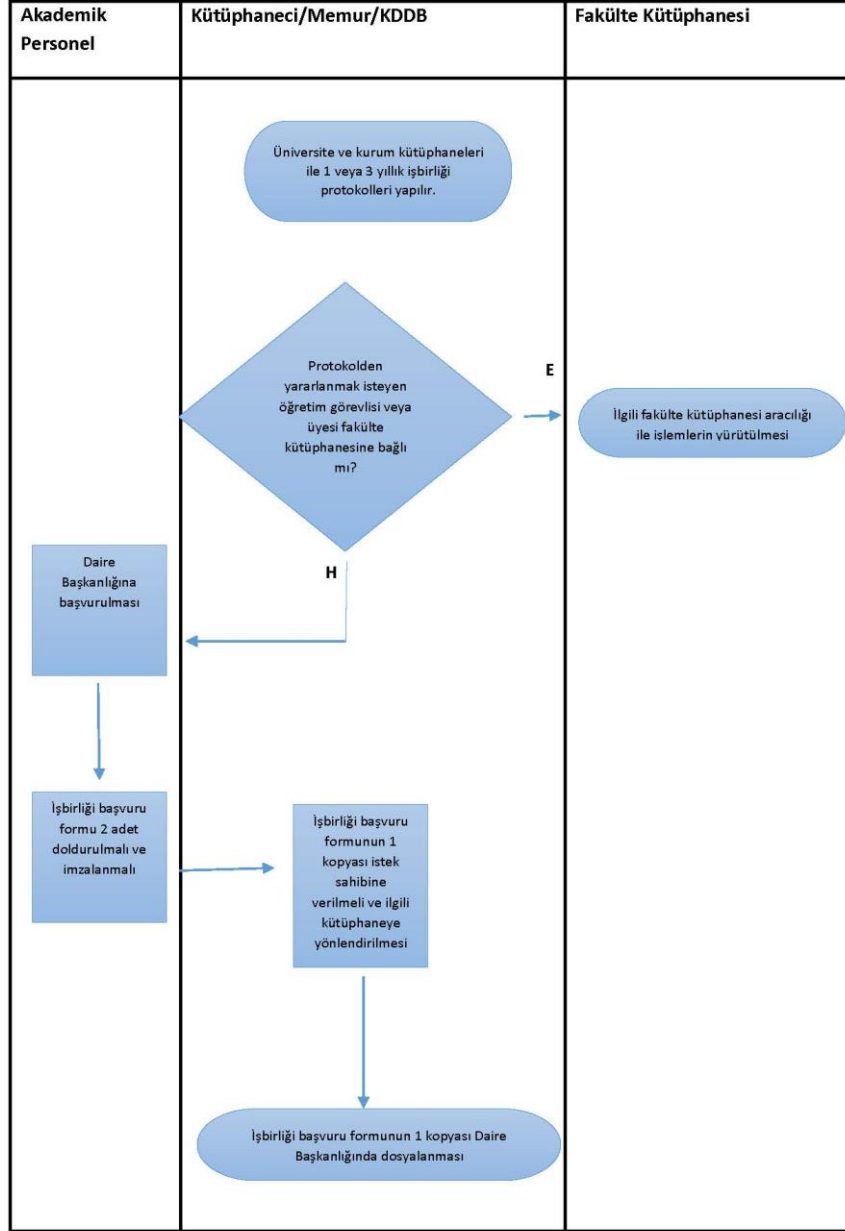 Akademik
Personel
Kütüphaneci/Memur/KDDB
Fakülte Kütüphanesi
Üniversite ve kurum kütüphaneleri
ile 1 veya 3 yıllık işbirliği
protokolleri yapılır.
Protokolden
yararlanmak isteyen
öğretim görevlisi veya
üyesi fakülte
kütüphanesine bağlı
mı?
E
İlgili fakülte kütüphanesi aracılığı
ile işlemlerin yürütülmesi
H
Daire
Başkanlığına
başvurulması
İşbirliği başvuru
formu 2 adet
doldurulmalı ve
imzalanmalı
İşbirliği başvuru
formunun 1
kopyası istek
sahibine
verilmeli ve ilgili
kütüphaneye
yönlendirilmesi
İşbirliği başvuru formunun 1 kopyası Daire
Başkanlığında dosyalanması